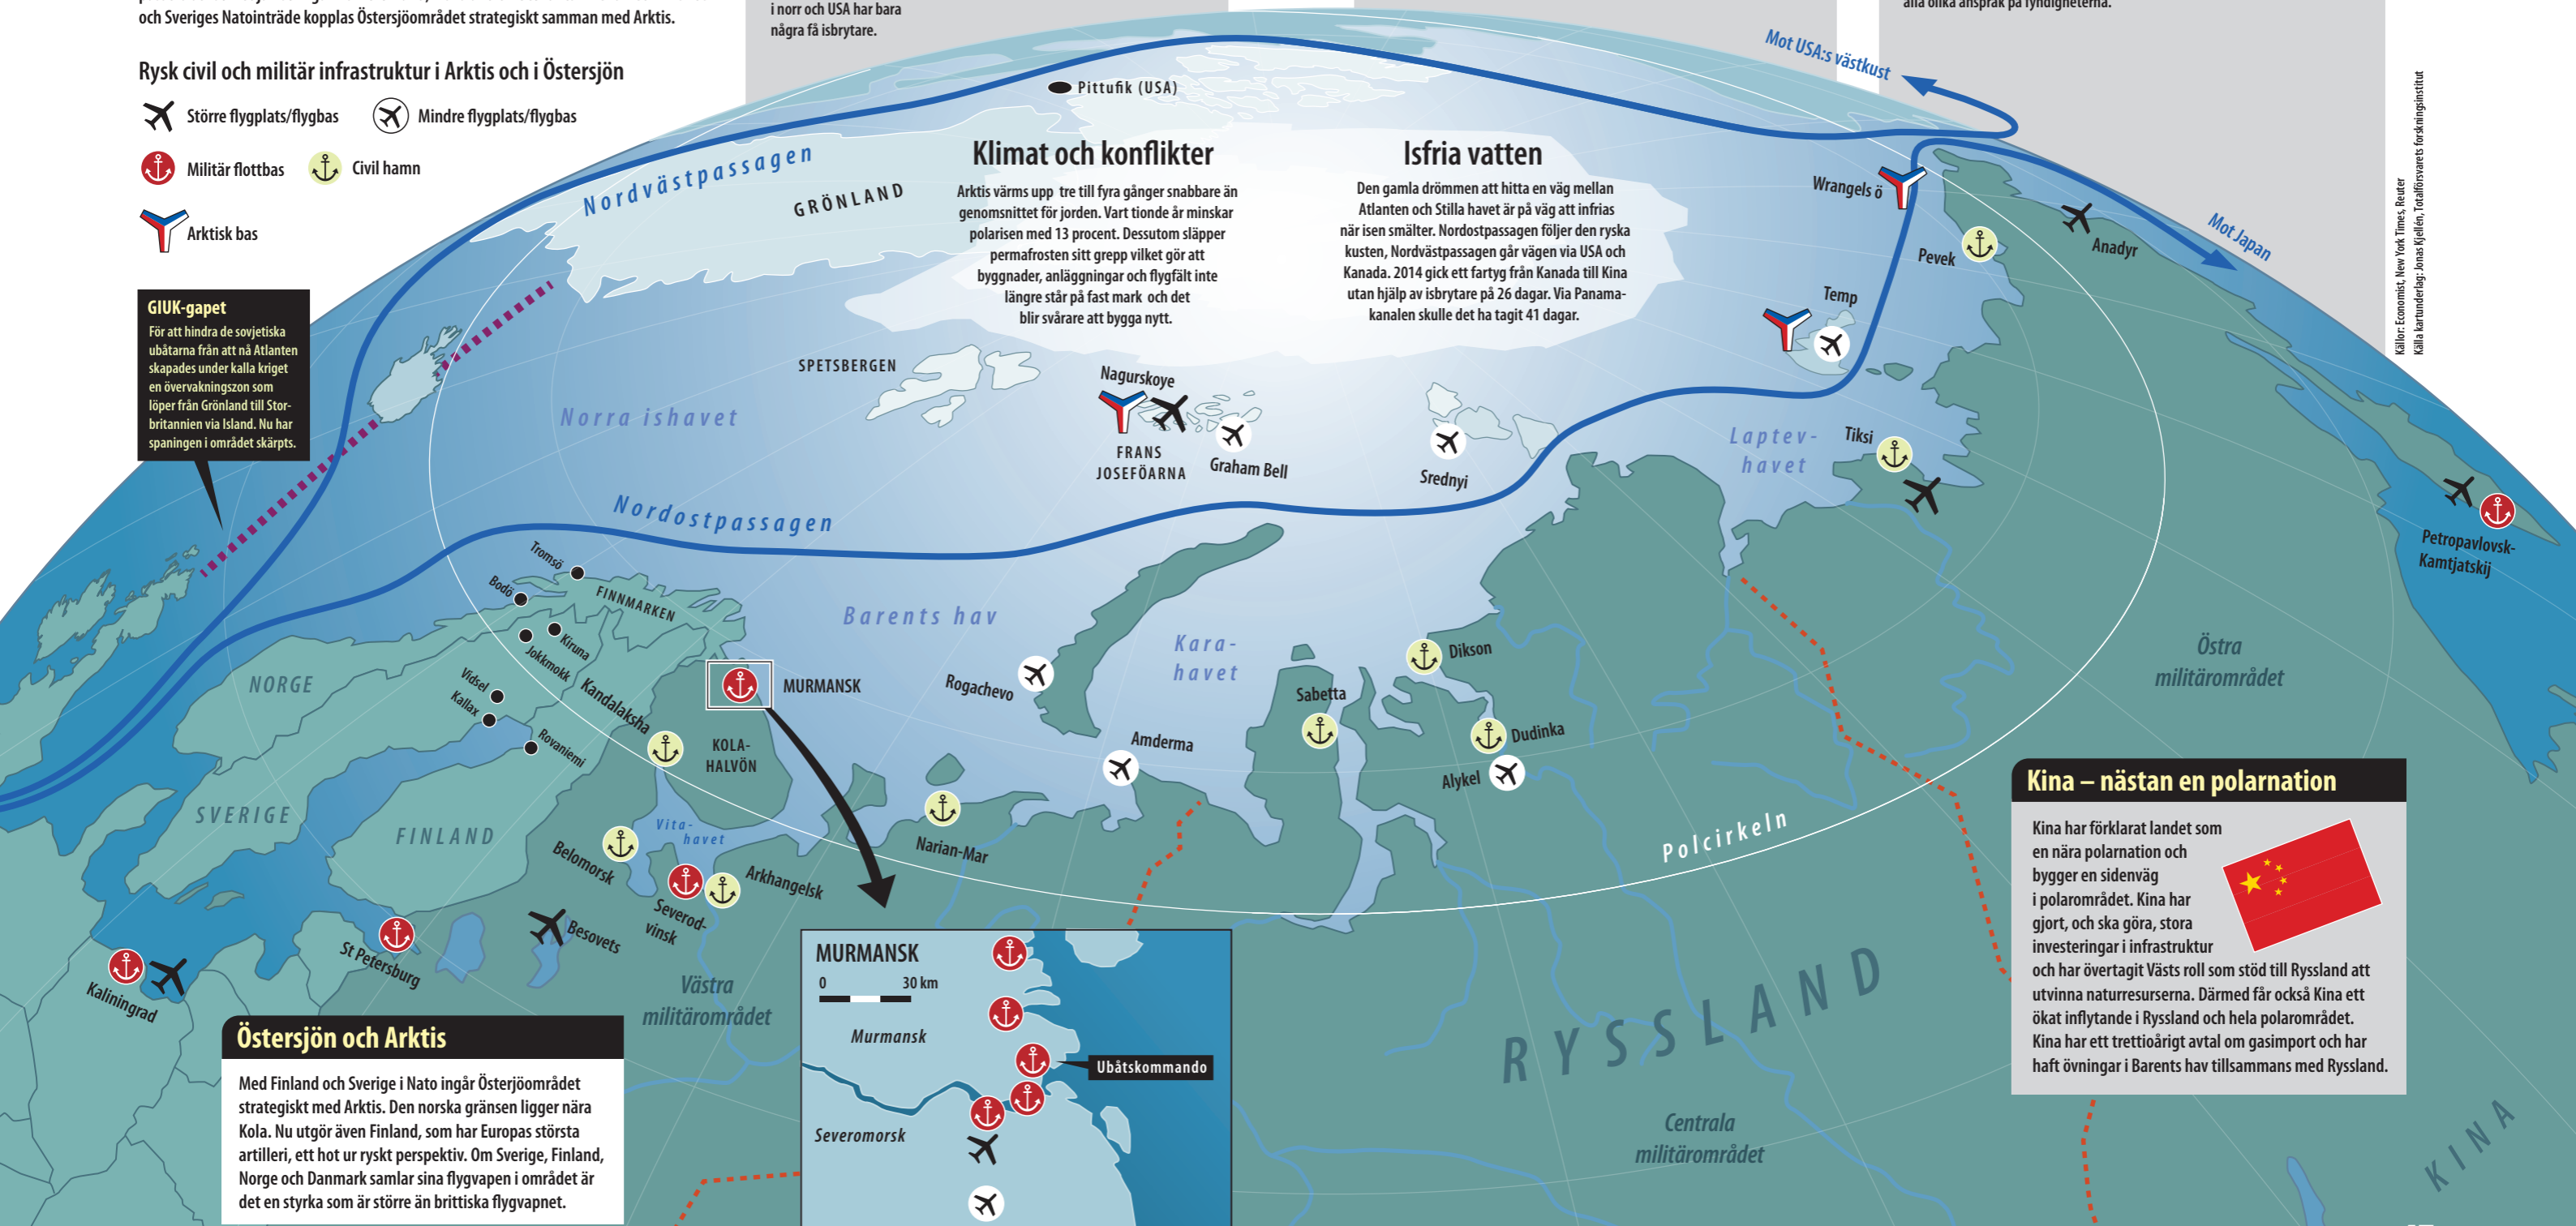 och Sveriges Natointräde kopplas Östersjöområdet strategiskt samman med Arktis.
i norr och USA har bara
några få isbrytare.
alla olika anspråk på fyndigheterna.
Rysk civil och militär infrastruktur i Arktis och i Östersjön
Större flygplats/flygbas
Mindre flygplats/flygbas
Militär flottbas
Civil hamn
Arktisk bas
GIUK-gapet
För att hindra de sovjetiska
ubåtarna från att nå Atlanten
skapades under kalla kriget
en övervakningszon som
löper från Grönland till Stor-
britannien via Island. Nu har
spaningen i området skärpts.
Pittufik (USA)
Nordvästpassagen
GRÖNLAND
Klimat och konflikter
Arktis värms upp tre till fyra gånger snabbare än
genomsnittet för jorden. Vart tionde år minskar
polarisen med 13 procent. Dessutom släpper
permafrosten sitt grepp vilket gör att
byggnader, anläggningar och flygfält inte
längre står på fast mark och det
blir svårare att bygga nytt.
Isfria vatten
Den gamla drömmen att hitta en väg mellan
Atlanten och Stilla havet är på väg att infrias
när isen smälter. Nordostpassagen följer den ryska
kusten, Nordvästpassagen går vägen via USA och
Kanada. 2014 gick ett fartyg från Kanada till Kina
utan hjälp av isbrytare på 26 dagar. Via Panama-
kanalen skulle det ha tagit 41 dagar.
Mot USA:s västkust
Wrangels ö
Pevek
Anadyr
Mot Japan
Temp
Källor: Economist, New York Times, Reuter
Källa kartunderlag: Jonas Kjellén, Totalförsvarets forskningsinstitut
SPETSBERGEN
Norra ishavet
Nagurskoye
FRANS
JOSEFÖARNA
Graham Bell
Srednyi
Laptev-
havet
Tiksi
Petropavlovsk-
Kamtjatskij
Nordostpassagen
Tromsö
Bodö
FINNMARKEN
Kiruna
Jokkmokk
Vidsel
Kallax
Rovaniemi
Kandalaksha
NORGE
SVERIGE
FINLAND
MURMANSK
KOLA-
HALVÖN
Barents hav
Kara-
havet
Rogachevo
Amderma
Sabetta
Dikson
Dudinka
Alykel
Östra
militärområdet
Polcirkeln
Vita-
havet
Belomorsk
Severod-
vinsk
Arkhangelsk
Narian-Mar
Besovets
St Petersburg
Kaliningrad
Västra
militärområdet
RYSSLAND
Centrala
militärområdet
KINA
Kina – nästan en polarnation
Kina har förklarat landet som
en nära polarnation och
bygger en sidenväg
i polarområdet. Kina har
gjort, och ska göra, stora
investeringar i infrastruktur
och har övertagit Västs roll som stöd till Ryssland att
utvinna naturresurserna. Därmed får också Kina ett
ökat inflytande i Ryssland och hela polarområdet.
Kina har ett trettioårigt avtal om gasimport och har
haft övningar i Barents hav tillsammans med Ryssland.
Östersjön och Arktis
Med Finland och Sverige i Nato ingår Österjöområdet
strategiskt med Arktis. Den norska gränsen ligger nära
Kola. Nu utgör även Finland, som har Europas största
artilleri, ett hot ur ryskt perspektiv. Om Sverige, Finland,
Norge och Danmark samlar sina flygvapen i området är
det en styrka som är större än brittiska flygvapnet.
MURMANSK
0 30 km
Murmansk
Ubåtskommando
Severomorsk